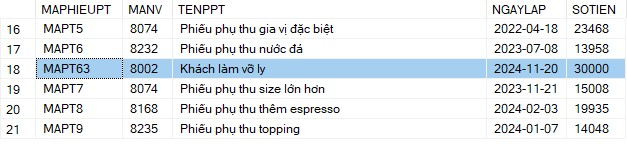 MAPHIEUPT MANV TENPPT NGAYLAP SOTIEN
16 MAPT5 8074 Phiếu phụ thu gia vị đặc biệt 2022-04-18 23468
17 MAPT6 8232 Phiếu phụ thu nước đá 2023-07-08 13958
18 MAPT63 8002 Khách làm vỡ ly 2024-11-20 30000
19 MAPT7 8074 Phiếu phụ thu size lớn hơn 2023-11-21 15008
20 MAPT8 8168 Phiếu phụ thu thêm espresso 2024-02-03 19935
21 MAPT9 8235 Phiếu phụ thu topping 2024-01-07 14048